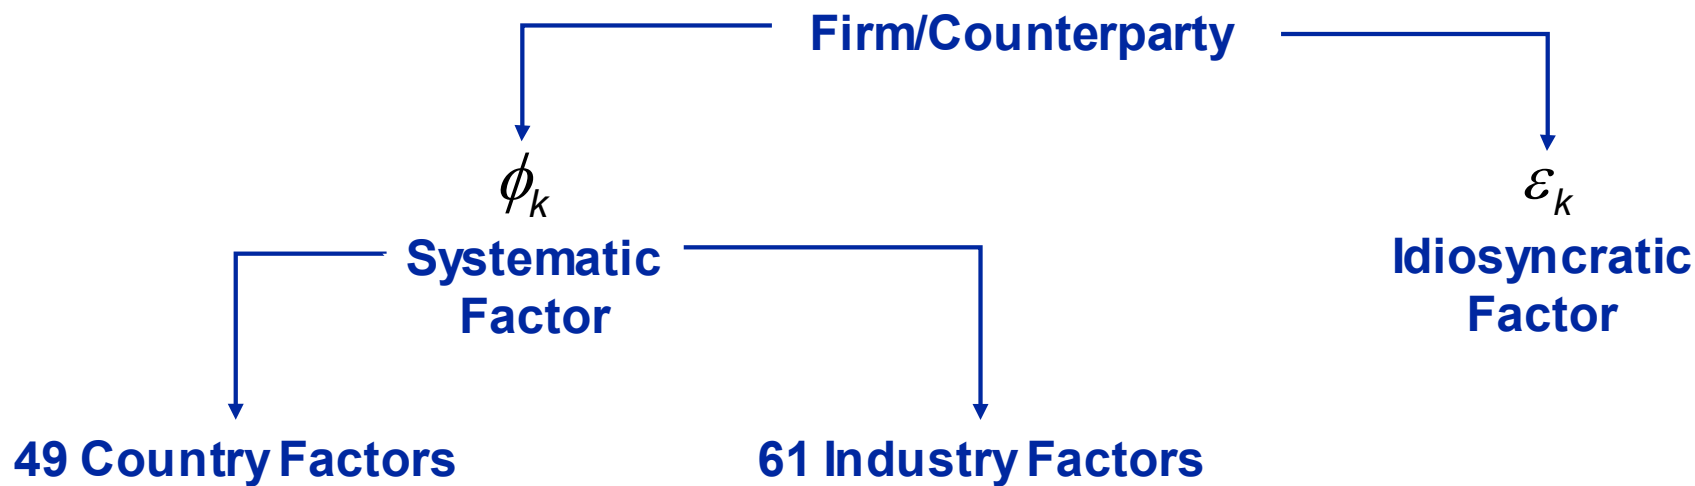 Firm/Counterparty
ϕk
εk
Systematic
Factor
Idiosyncratic
Factor
49 Country Factors
61 Industry Factors